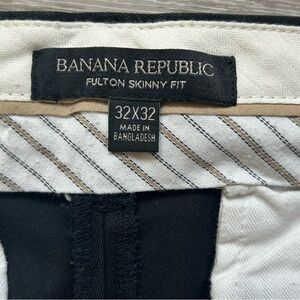 BANANA REPUBLIC
FULTON SKINNY FIT
32X32
MADE IN
BANGLADESH